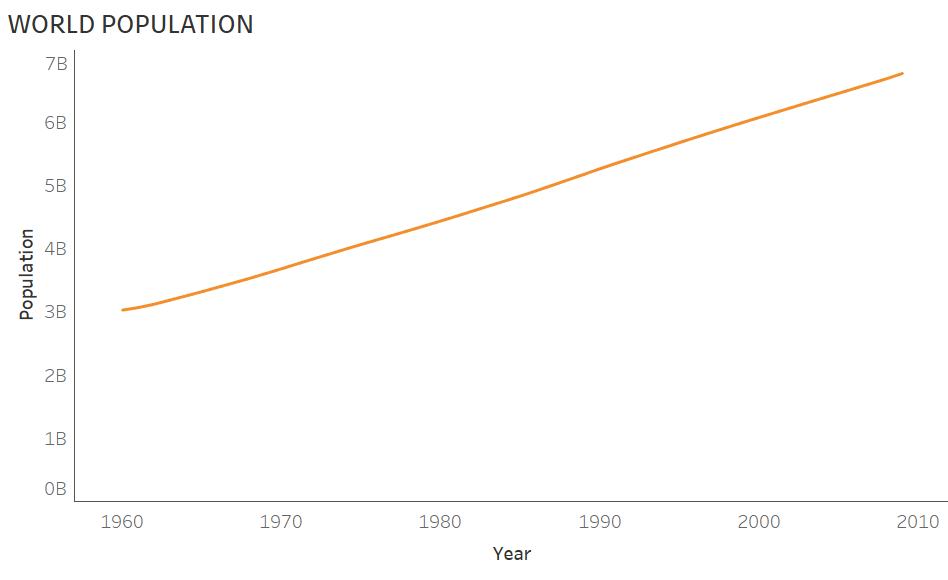 WORLD POPULATION
7B
6B
5B
4B
3B
2B
1B
0B
Population
1960 1970 1980 1990 2000 2010
Year